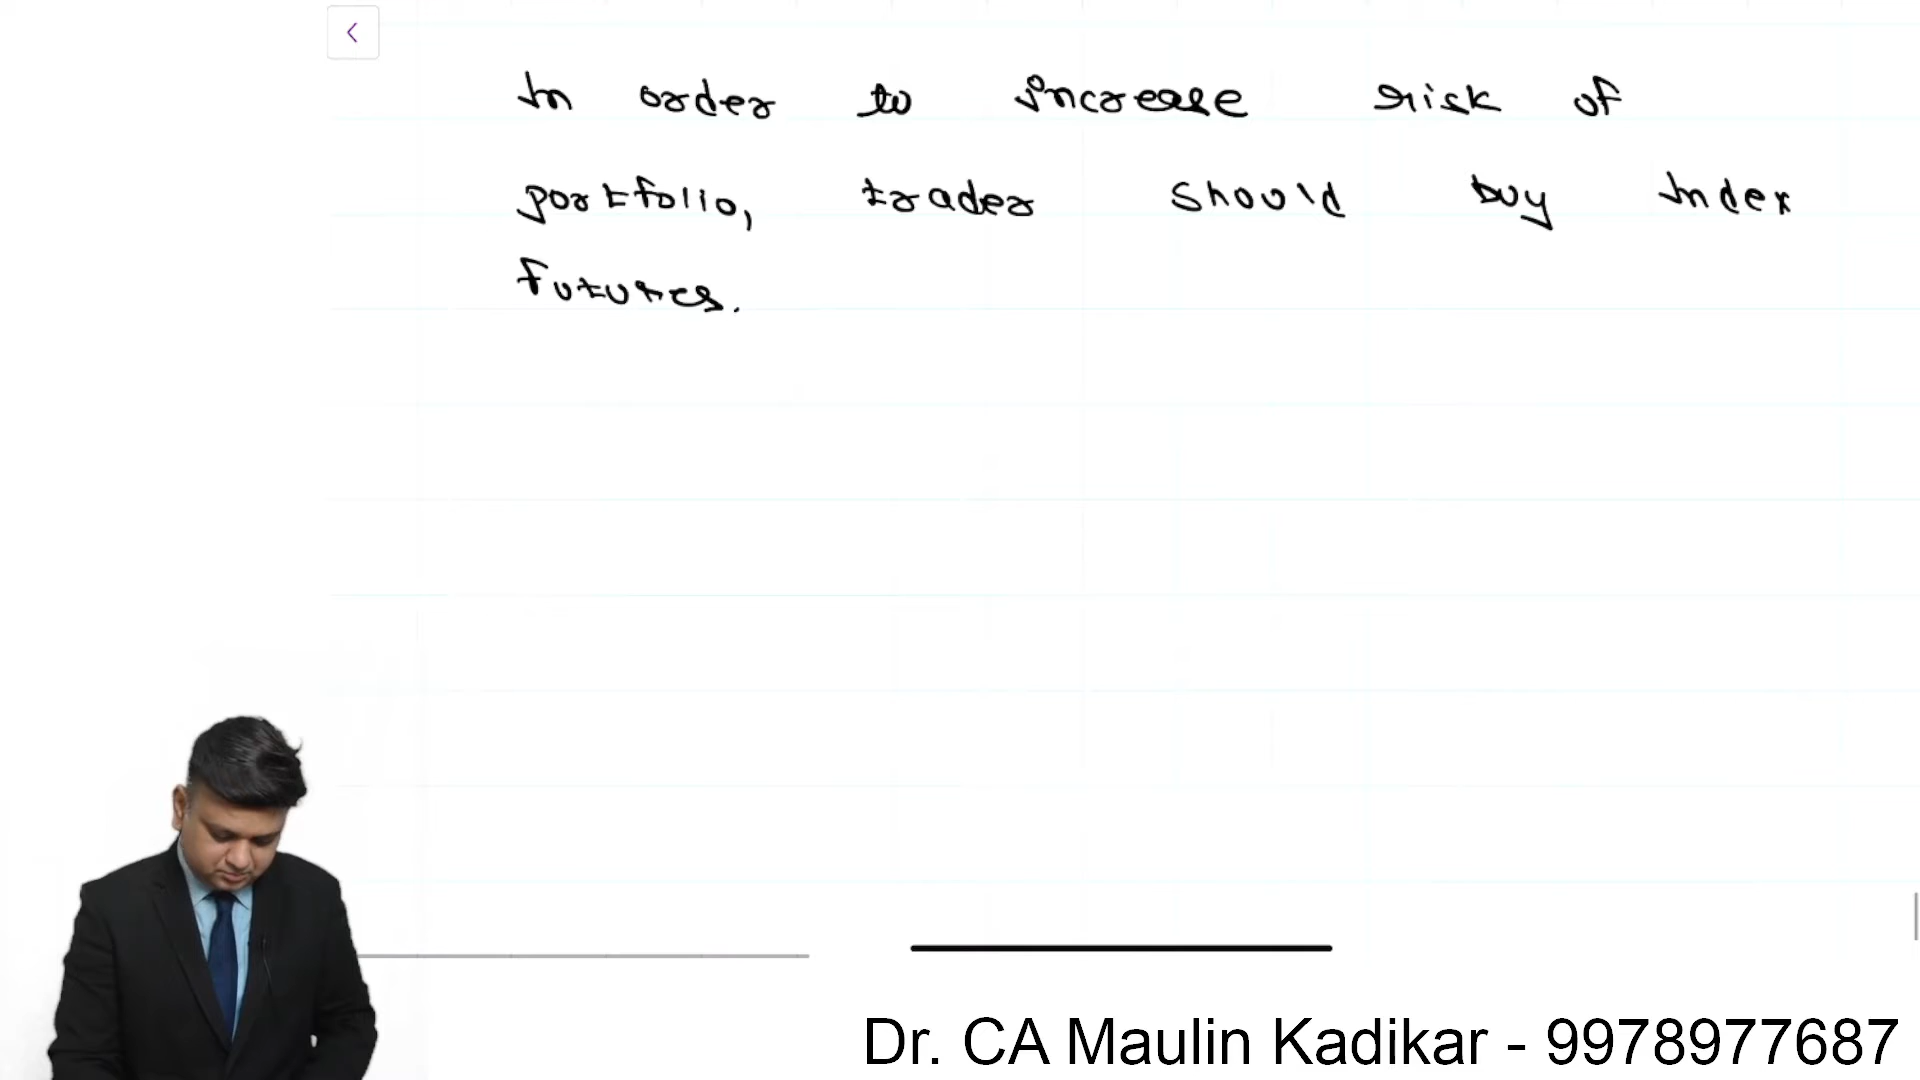 In order to increase risk of
portfolio, trader should buy Index
futures.
Dr. CA Maulin Kadikar - 9978977687